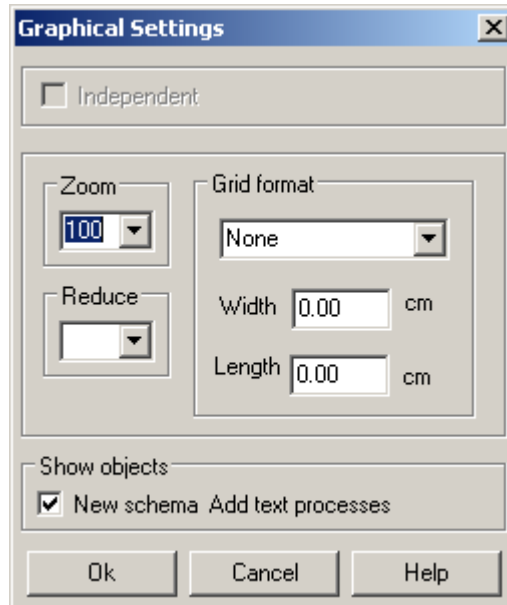 Graphical Settings
Independent
Zoom
100
Reduce
Grid format
None
Width 0.00 cm
Length 0.00 cm
Show objects
New schema Add text processes
Ok Cancel Help